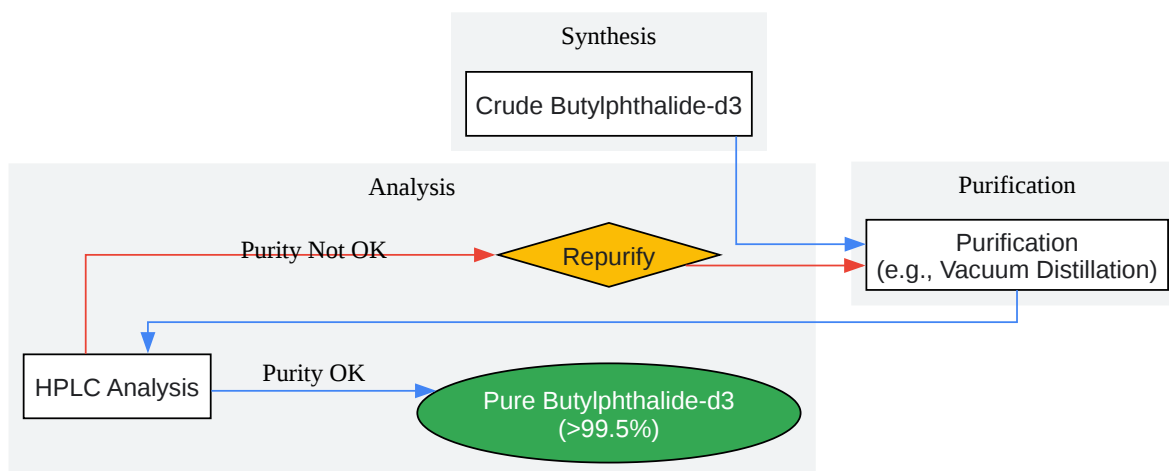 Synthesis
Crude Butylphthalide-d3
Analysis
Purification
Purity Not OK
Repurify
Purification
(e.g., Vacuum Distillation)
HPLC Analysis
Purity OK
Pure Butylphthalide-d3
(>99.5%)